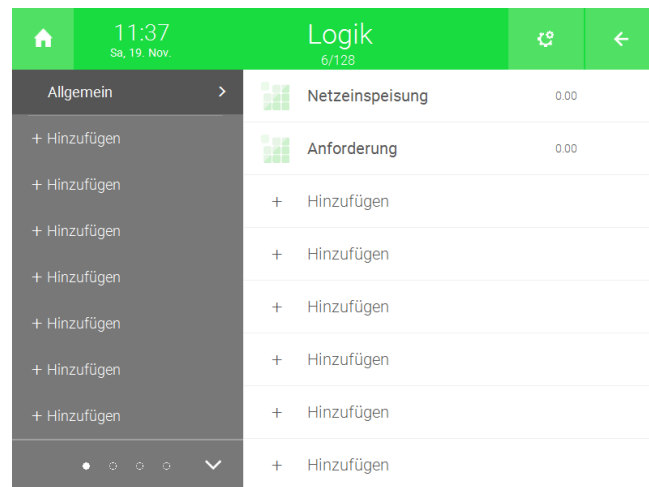 11:37
Sa, 19. Nov.
Logik
6/128
Allgemein
+ Hinzufügen
+ Hinzufügen
+ Hinzufügen
+ Hinzufügen
+ Hinzufügen
+ Hinzufügen
+ Hinzufügen
Netzeinspeisung 0.00
Anforderung 0.00
+ Hinzufügen
+ Hinzufügen
+ Hinzufügen
+ Hinzufügen
+ Hinzufügen
+ Hinzufügen